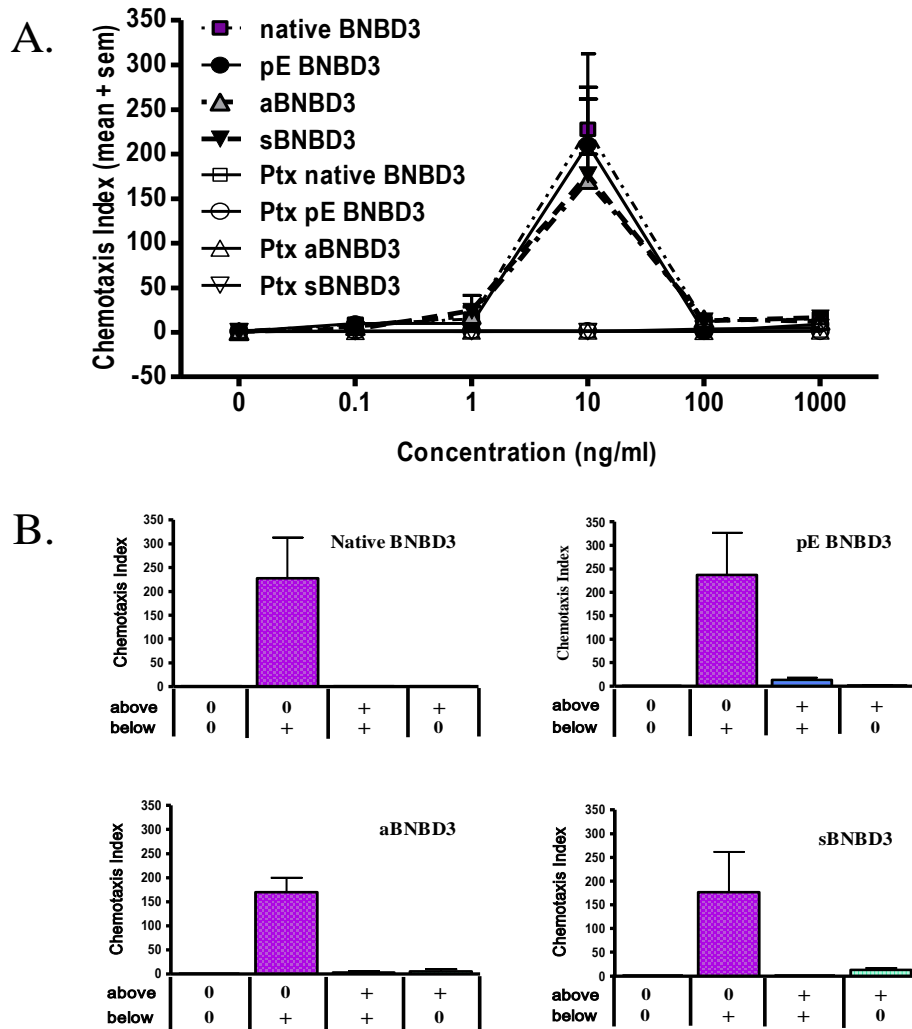 A.
350
300
250
200
150
100
50
0
-50
Chemotaxis Index (mean + sem)
native BNBD3
pE BNBD3
aBNBD3
sBNBD3
Ptx native BNBD3
Ptx pE BNBD3
Ptx aBNBD3
Ptx sBNBD3
0 0.1 1 10 100 1000
Concentration (ng/ml)
B.
Native BNBD3
Chemotaxis Index
350
300
250
200
150
100
50
0
above 0 0 + +
below 0 + + 0
pE BNBD3
Chemotaxis Index
350
300
250
200
150
100
50
0
above 0 0 + +
below 0 + + 0
aBNBD3
Chemotaxis Index
350
300
250
200
150
100
50
0
above 0 0 + +
below 0 + + 0
sBNBD3
Chemotaxis Index
350
300
250
200
150
100
50
0
above 0 0 + +
below 0 + + 0